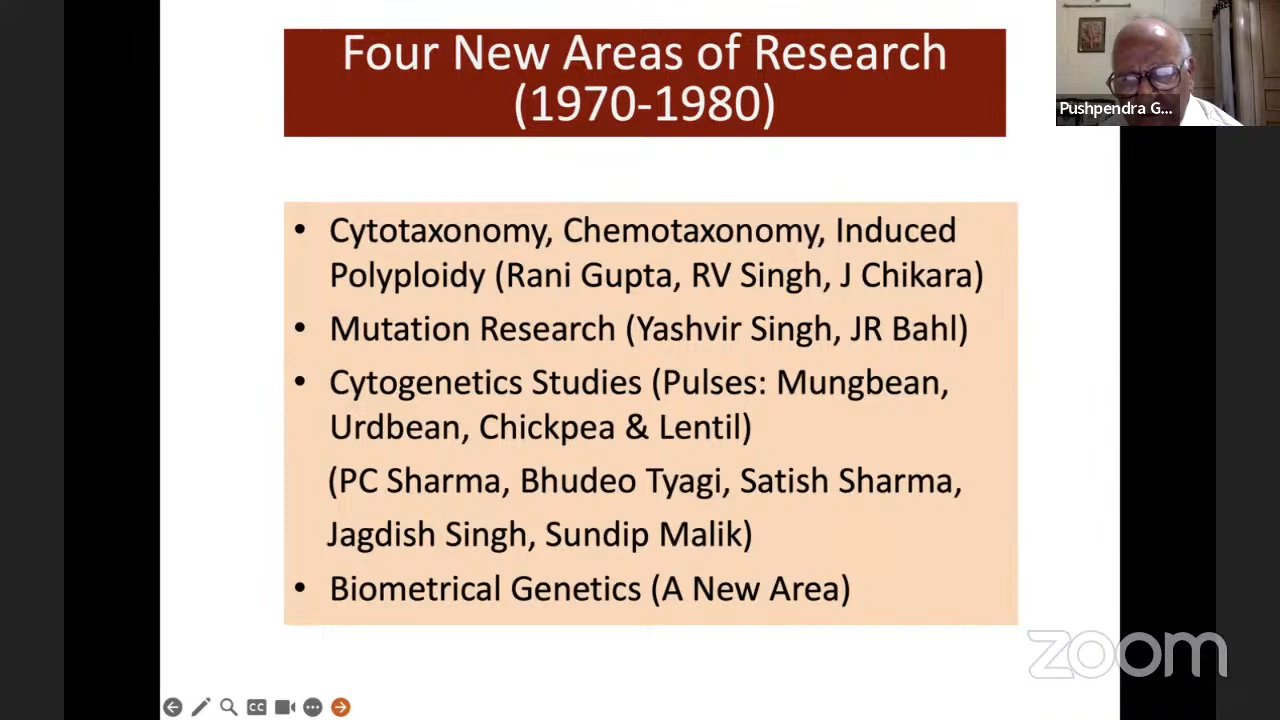 Four New Areas of Research
(1970-1980)
Pushpendra G...
• Cytotaxonomy, Chemotaxonomy, Induced
Polyploidy (Rani Gupta, RV Singh, J Chikara)
• Mutation Research (Yashvir Singh, JR Bahl)
• Cytogenetics Studies (Pulses: Mungbean,
Urdbean, Chickpea & Lentil)
(PC Sharma, Bhudeo Tyagi, Satish Sharma,
Jagdish Singh, Sundip Malik)
• Biometrical Genetics (A New Area)
zoom
CC